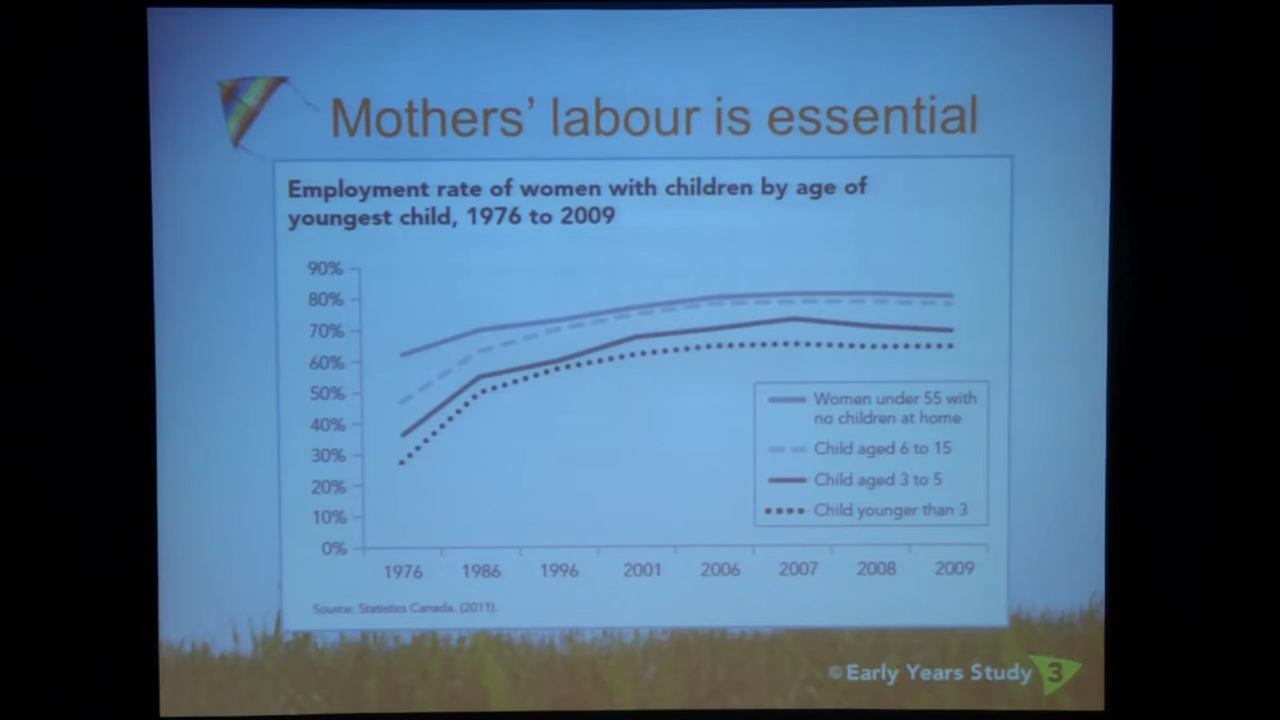 Mothers' labour is essential
Employment rate of women with children by age of
youngest child, 1976 to 2009
90%
80%
70%
60%
50%
40%
30%
20%
10%
0%
1976 1986 1996 2001 2006 2007 2008 2009
Women under 55 with
no children at home
Child aged 6 to 15
Child aged 3 to 5
Child younger than 3
Source: Statistics Canada, (2011).
© Early Years Study 3